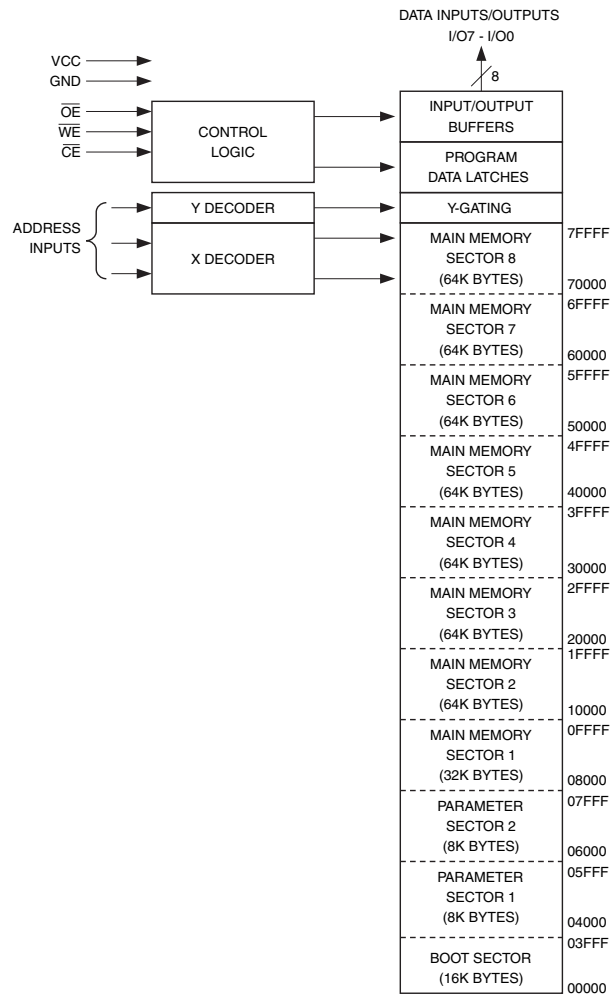 DATA INPUTS/OUTPUTS
I/O7 - I/O0
8
VCC
GND
OE
WE
CE
CONTROL
LOGIC
INPUT/OUTPUT
BUFFERS
PROGRAM
DATA LATCHES
ADDRESS
INPUTS
Y DECODER
Y-GATING
X DECODER
MAIN MEMORY
SECTOR 8
(64K BYTES)
7FFFF
70000
MAIN MEMORY
SECTOR 7
(64K BYTES)
6FFFF
60000
MAIN MEMORY
SECTOR 6
(64K BYTES)
5FFFF
50000
MAIN MEMORY
SECTOR 5
(64K BYTES)
4FFFF
40000
MAIN MEMORY
SECTOR 4
(64K BYTES)
3FFFF
30000
MAIN MEMORY
SECTOR 3
(64K BYTES)
2FFFF
20000
MAIN MEMORY
SECTOR 2
(64K BYTES)
1FFFF
10000
MAIN MEMORY
SECTOR 1
(32K BYTES)
0FFFF
08000
PARAMETER
SECTOR 2
(8K BYTES)
07FFF
06000
PARAMETER
SECTOR 1
(8K BYTES)
05FFF
04000
BOOT SECTOR
(16K BYTES)
03FFF
00000